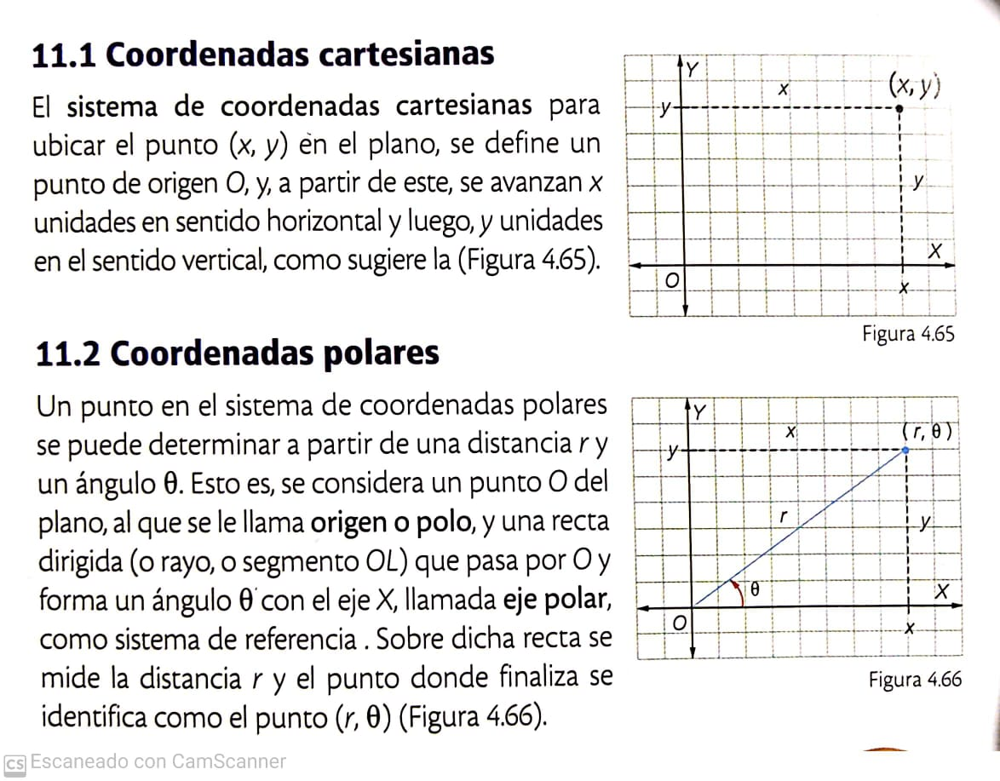 11.1 Coordenadas cartesianas
El sistema de coordenadas cartesianas para
ubicar el punto (x, y) en el plano, se define un
punto de origen O, y, a partir de este, se avanzan x
unidades en sentido horizontal y luego, y unidades
en el sentido vertical, como sugiere la (Figura 4.65).
Y
x
(x, y)
y
y
X
O
x
Figura 4.65
11.2 Coordenadas polares
Un punto en el sistema de coordenadas polares
se puede determinar a partir de una distancia r y
un ángulo θ. Esto es, se considera un punto O del
plano, al que se le llama origen o polo, y una recta
dirigida (o rayo, o segmento OL) que pasa por O y
forma un ángulo θ con el eje X, llamada eje polar,
como sistema de referencia . Sobre dicha recta se
mide la distancia r y el punto donde finaliza se
identifica como el punto (r, θ) (Figura 4.66).
Y
x
(r, θ)
y
r
y
θ
X
O
x
Figura 4.66
CS Escaneado con CamScanner